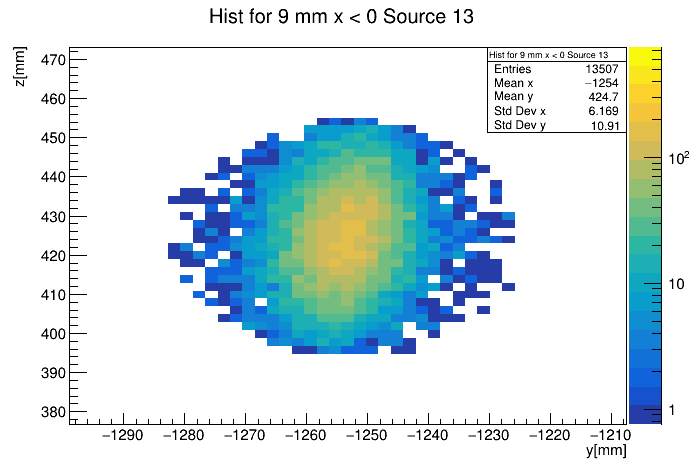 Hist for 9 mm x < 0 Source 13
z[mm]
Hist for 9 mm x < 0 Source 13
Entries 13507
Mean x −1254
Mean y 424.7
Std Dev x 6.169
Std Dev y 10.91
470
460
450
440
430
420
410
400
390
380
10²
10
1
−1290 −1280 −1270 −1260 −1250 −1240 −1230 −1220 −1210
y[mm]